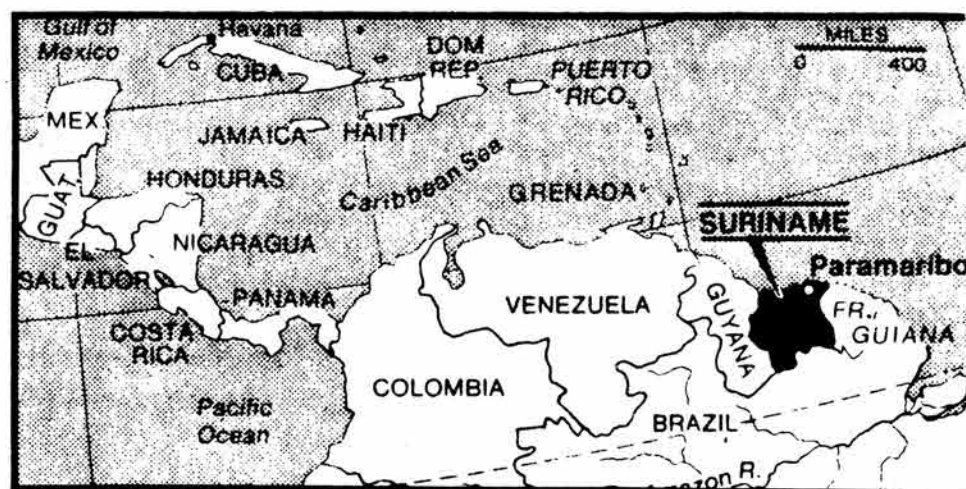 Gulf of
Mexico
Havana
CUBA
DOM
REP.
PUERTO
RICO
MILES
0 400
MEX
JAMAICA
HAITI
HONDURAS
Caribbean Sea
GRENADA
GUAT.
SURINAME
EL
SALVADOR
NICARAGUA
Paramaribo
PANAMA
VENEZUELA
GUYANA
FR.
GUIANA
COSTA
RICA
COLOMBIA
Pacific
Ocean
BRAZIL
R.